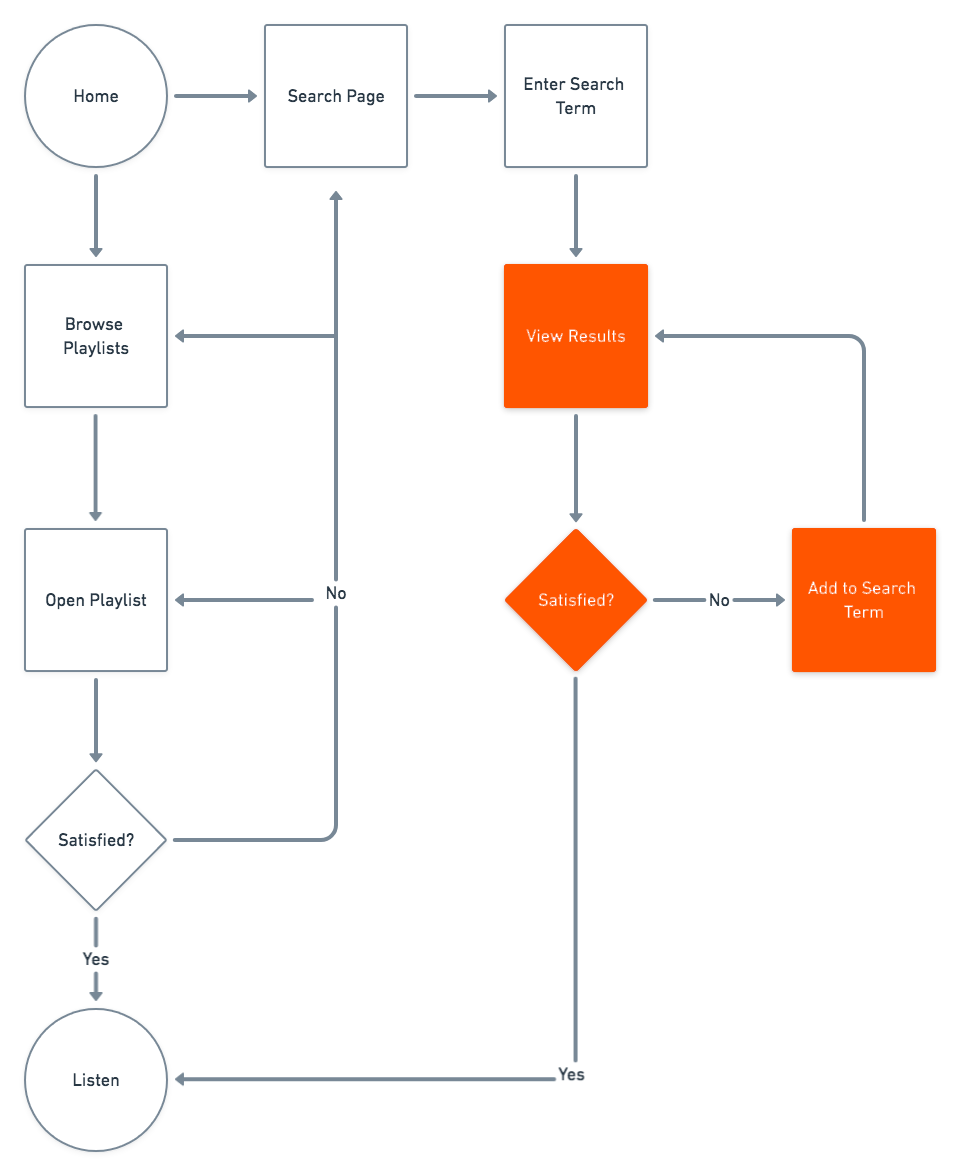 Home
Search Page
Enter Search
Term
Browse
Playlists
View Results
Open Playlist
No
Satisfied?
No
Add to Search
Term
Satisfied?
Yes
Listen
Yes